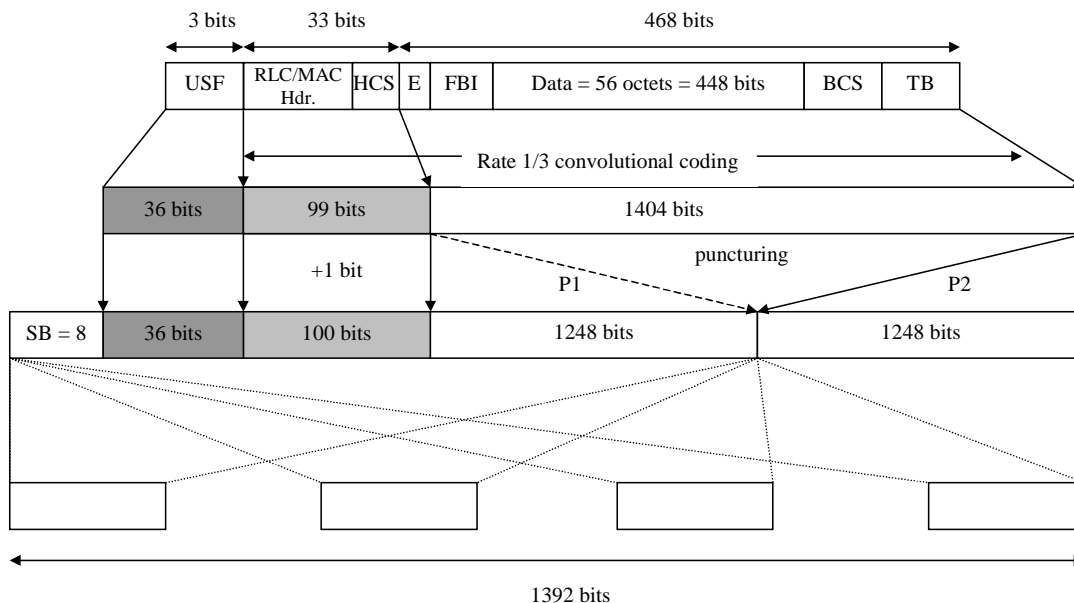 3 bits 33 bits 468 bits
USF RLC/MAC Hdr. HCS E FBI Data = 56 octets = 448 bits BCS TB
Rate 1/3 convolutional coding
36 bits 99 bits 1404 bits
+1 bit puncturing
P1 P2
SB = 8 36 bits 100 bits 1248 bits 1248 bits
1392 bits